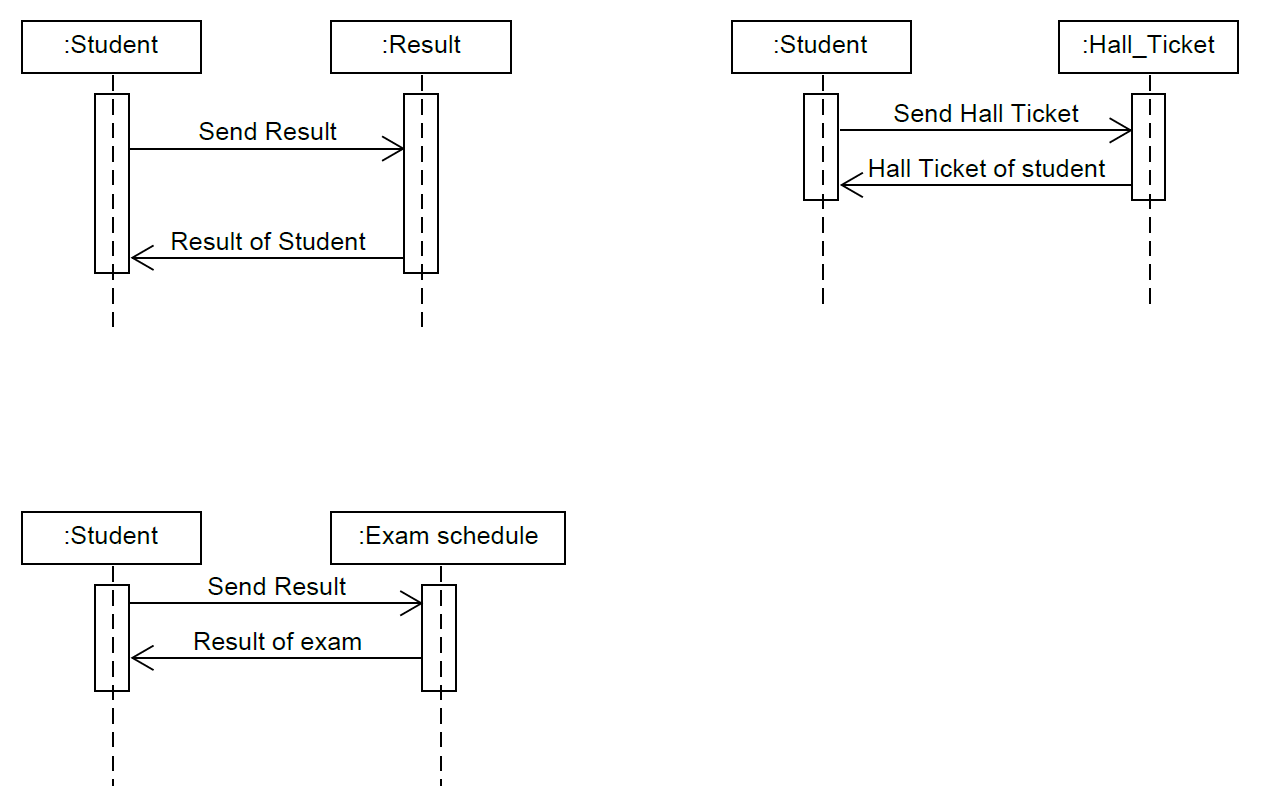 :Student
:Result
Send Result
Result of Student
:Student
:Hall_Ticket
Send Hall Ticket
Hall Ticket of student
:Student
:Exam schedule
Send Result
Result of exam